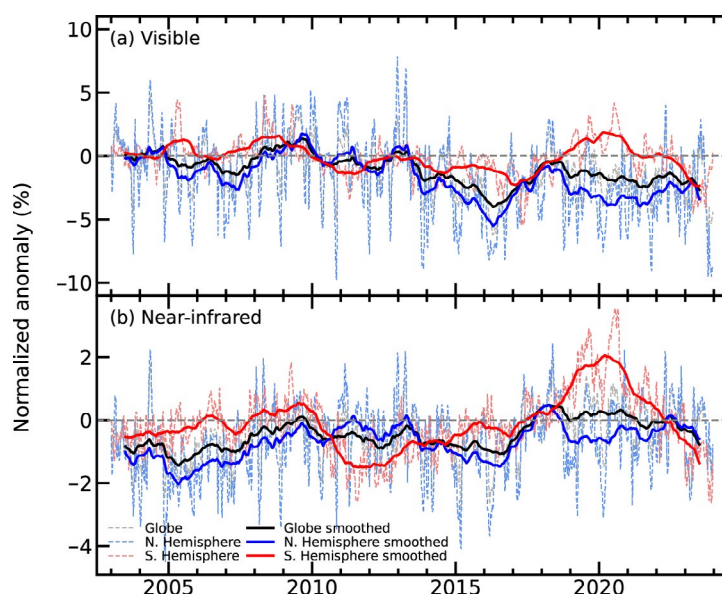 10
(a) Visible
5
0
−5
−10
Normalized anomaly (%)
(b) Near-infrared
2
0
−2
−4
Globe
N. Hemisphere
S. Hemisphere
Globe smoothed
N. Hemisphere smoothed
S. Hemisphere smoothed
2005 2010 2015 2020